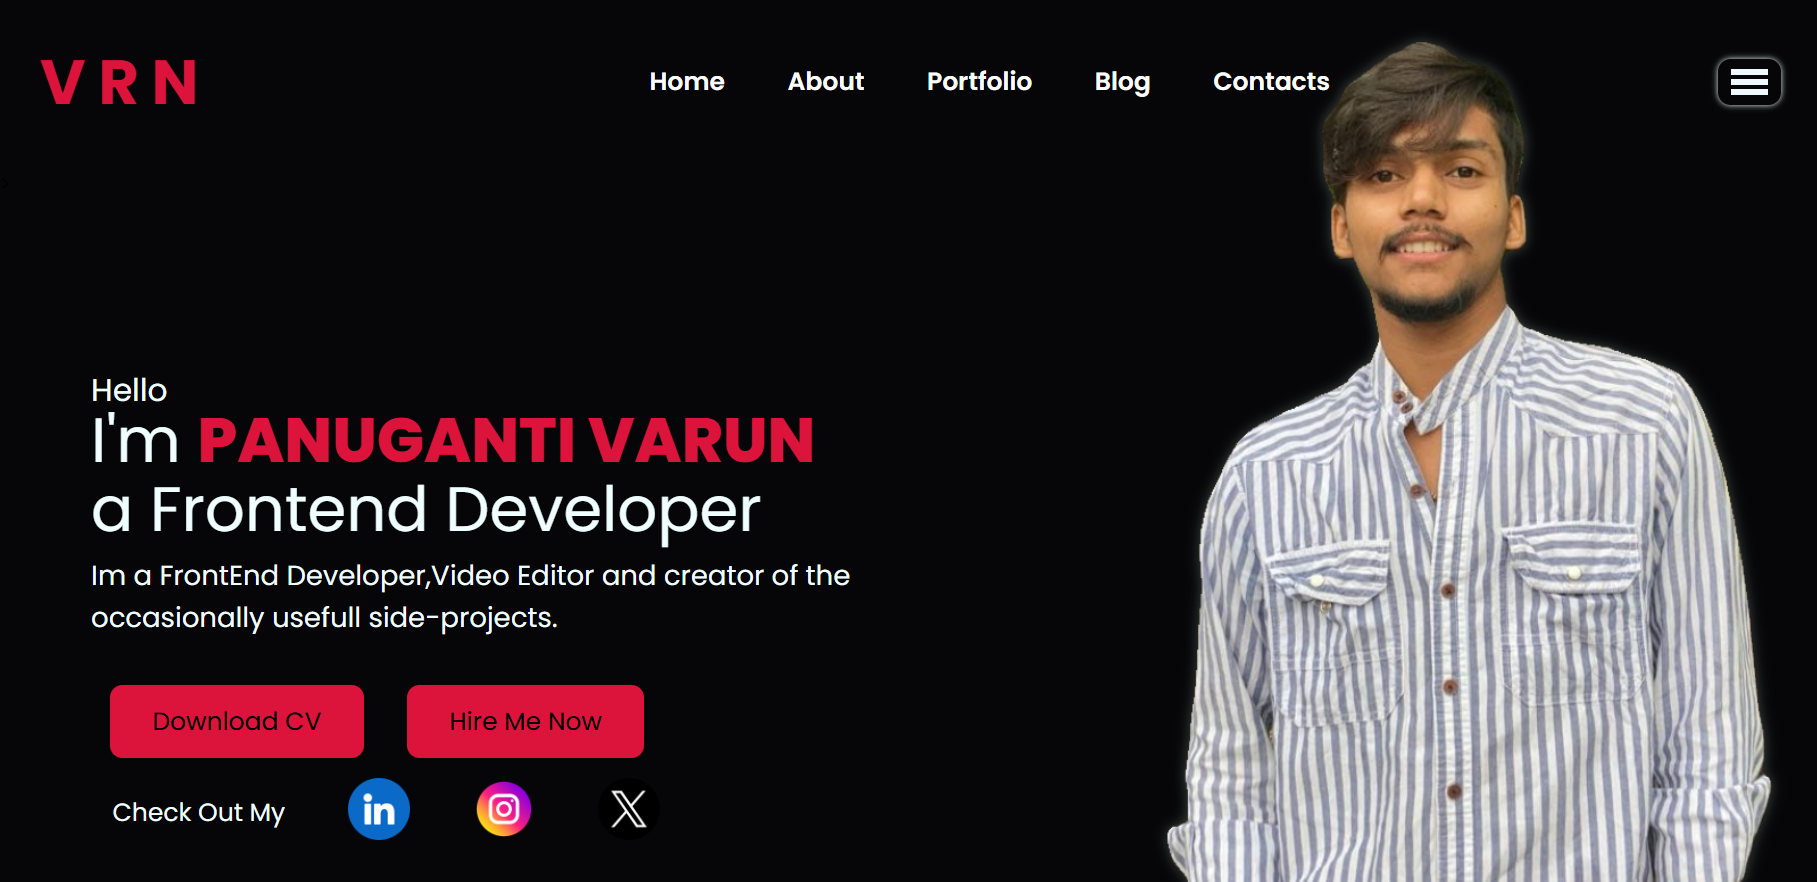 VRN
Home About Portfolio Blog Contacts
Hello
I'm PANUGANTI VARUN
a Frontend Developer
Im a FrontEnd Developer,Video Editor and creator of the
occasionally usefull side-projects.
Download CV Hire Me Now
Check Out My in X